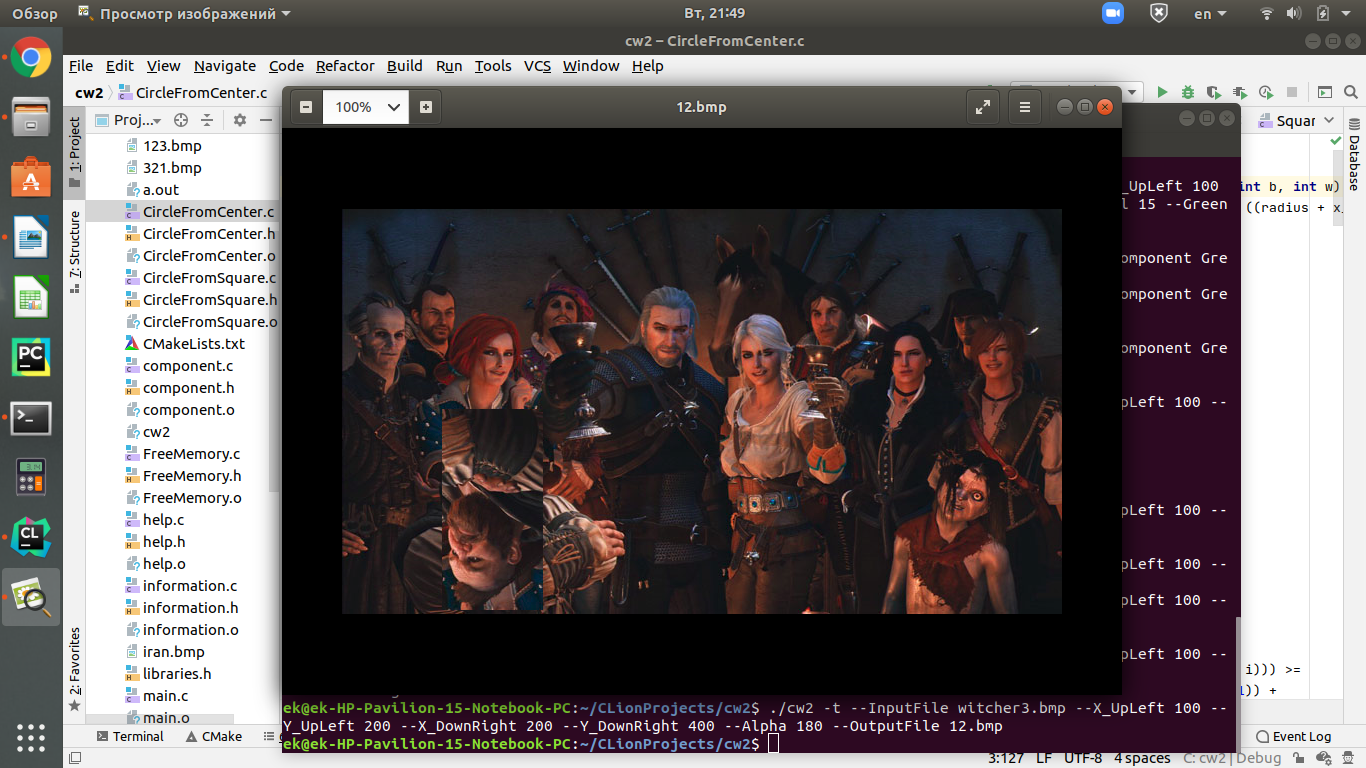 Обзор
Просмотр изображений
Вт, 21:49
en
cw2 – CircleFromCenter.c
File Edit View Navigate Code Refactor Build Run Tools VCS Window Help
cw2
CircleFromCenter.c
100%
12.bmp
Proj...
Squar
1: Project
7: Structure
2: Favorites
Database
123.bmp
321.bmp
a.out
CircleFromCenter.c
CircleFromCenter.h
CircleFromCenter.o
CircleFromSquare.c
CircleFromSquare.h
CircleFromSquare.o
CMakeLists.txt
component.c
component.h
component.o
cw2
FreeMemory.c
FreeMemory.h
FreeMemory.o
help.c
help.h
help.o
information.c
information.h
information.o
iran.bmp
libraries.h
main.c
main.o
_UpLeft 100
l 15 --Green
omponent Gre
omponent Gre
omponent Gre
pLeft 100 --
pLeft 100 --
pLeft 100 --
pLeft 100 --
pLeft 100 --
int b, int w)
((radius + x_
i))) >=
)) +
ek@ek-HP-Pavilion-15-Notebook-PC:~/CLionProjects/cw2$ ./cw2 -t --InputFile witcher3.bmp --X_UpLeft 100 --
Y_UpLeft 200 --X_DownRight 200 --Y_DownRight 400 --Alpha 180 --OutputFile 12.bmp
ek@ek-HP-Pavilion-15-Notebook-PC:~/CLionProjects/cw2$
Terminal
CMake
Event Log
3:127 LF UTF-8 4 spaces C: cw2 | Debug
PC
CL